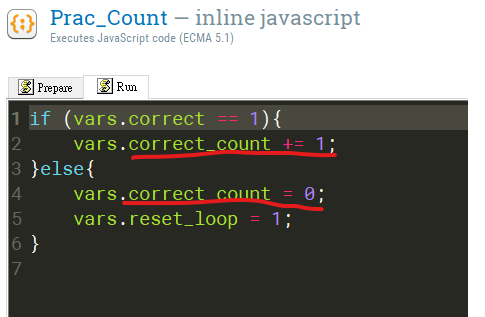 Prac_Count — inline javascript
Executes JavaScript code (ECMA 5.1)
Prepare Run
1 if (vars.correct == 1){
2 vars.correct_count += 1;
3 }else{
4 vars.correct_count = 0;
5 vars.reset_loop = 1;
6 }
7